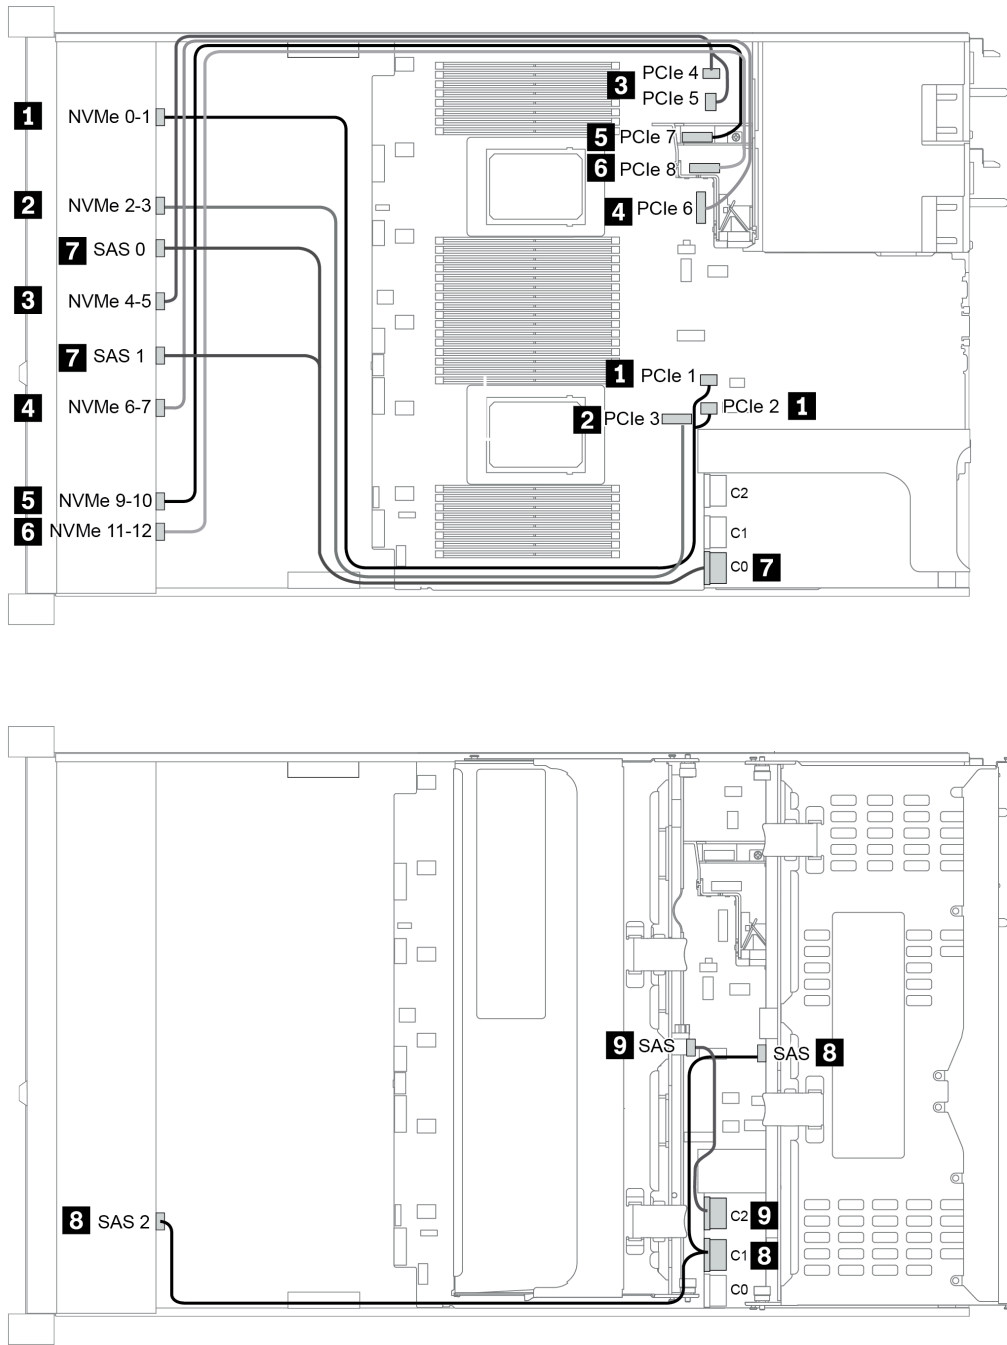 3 PCIe 4
PCIe 5
1 NVMe 0-1
5 PCIe 7
6 PCIe 8
2 NVMe 2-3
4 PCIe 6
7 SAS 0
3 NVMe 4-5
7 SAS 1
1 PCIe 1
4 NVMe 6-7
PCIe 2 1
2 PCIe 3
5 NVMe 9-10
C2
6 NVMe 11-12
C1
C0 7
9 SAS
SAS 8
8 SAS 2
C2 9
C1 8
C0